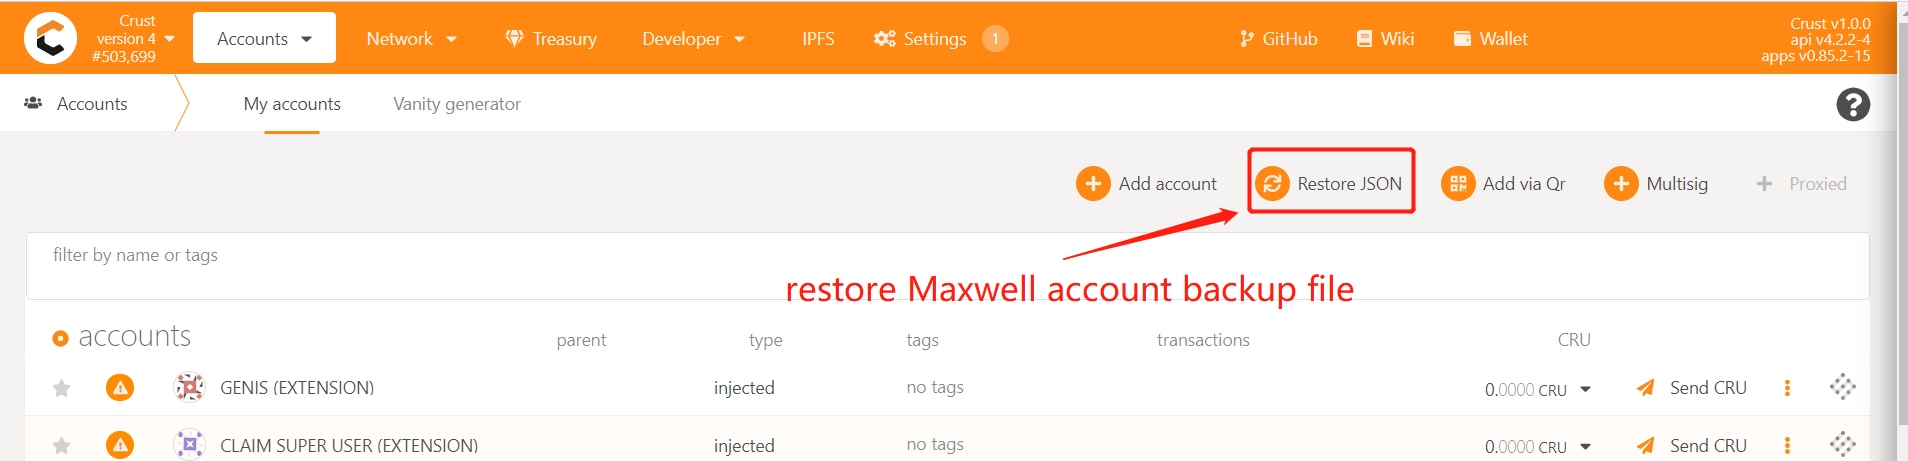 Crust
version 4
#503,699
Accounts
Network
Treasury
Developer
IPFS
Settings 1
GitHub
Wiki
Wallet
Crust v1.0.0
api v4.2.2-4
apps v0.85.2-15
Accounts
My accounts
Vanity generator
Add account
Restore JSON
Add via Qr
Multisig
Proxied
filter by name or tags
restore Maxwell account backup file
accounts parent type tags transactions CRU
GENIS (EXTENSION) injected no tags 0.0000 CRU Send CRU
CLAIM SUPER USER (EXTENSION) injected no tags 0.0000 CRU Send CRU